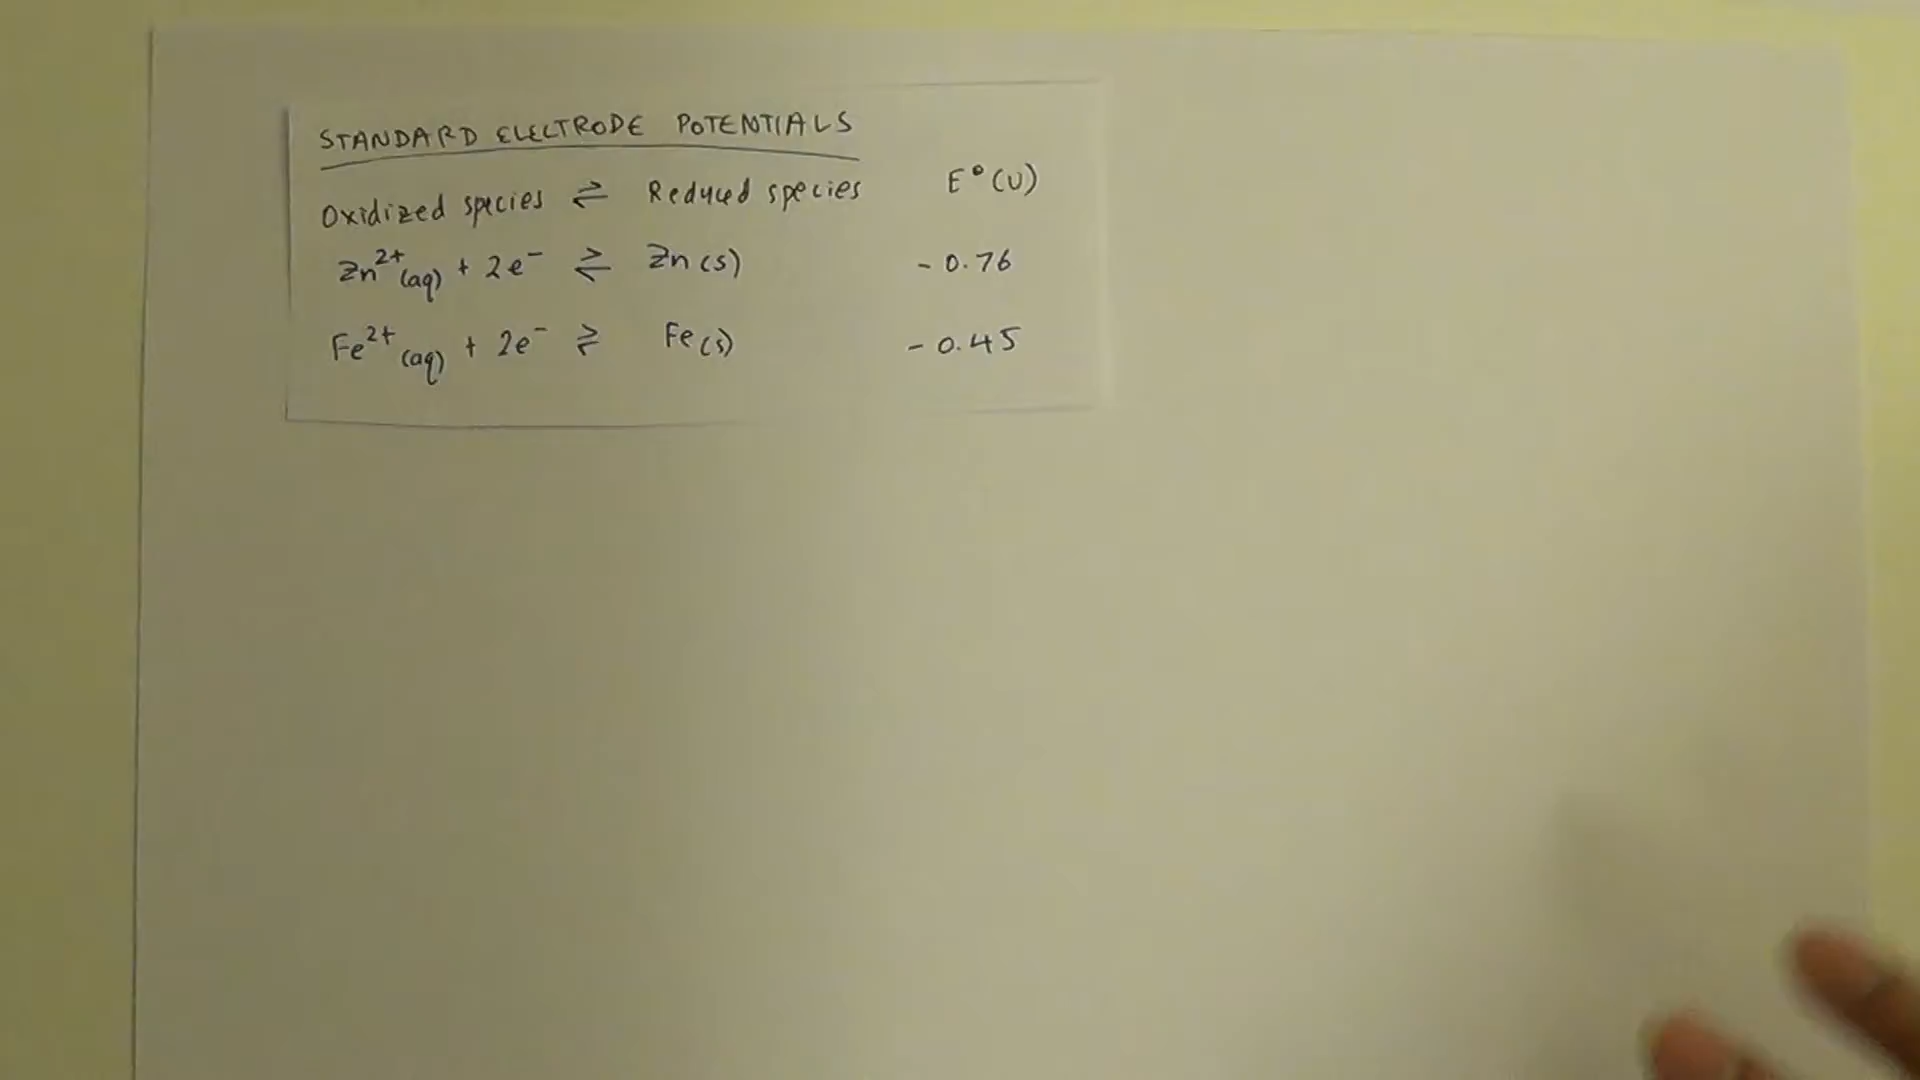 STANDARD ELECTRODE POTENTIALS
Oxidized species ⇌ Reduced species E°(V)
Zn²⁺(aq) + 2e⁻ ⇌ Zn(s) - 0.76
Fe²⁺(aq) + 2e⁻ ⇌ Fe(s) - 0.45